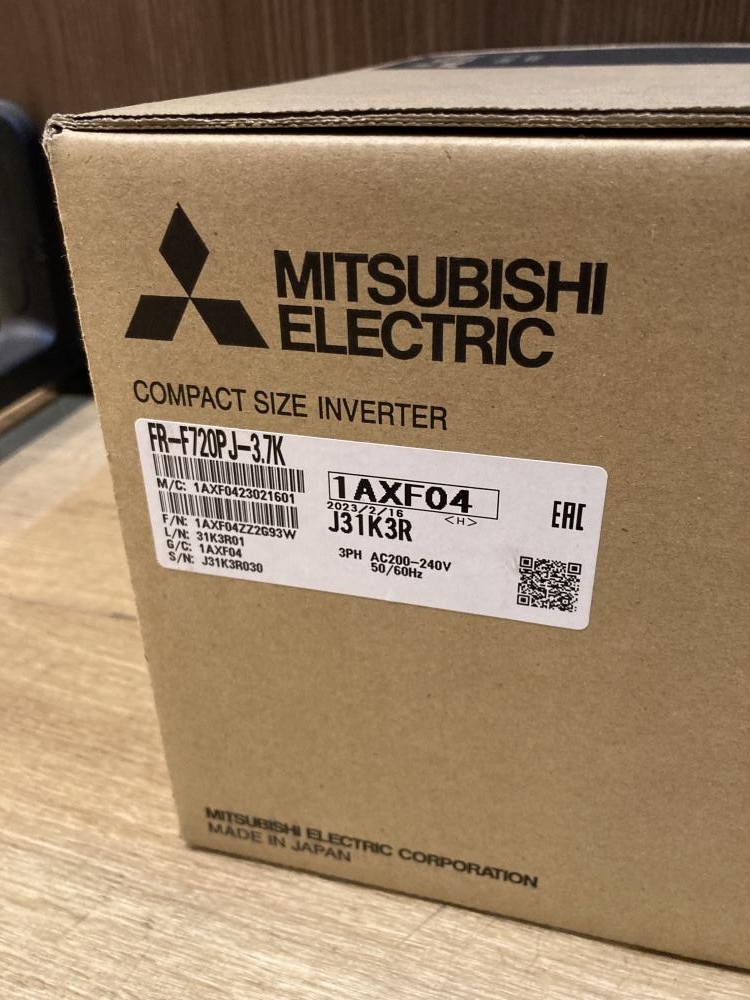 MITSUBISHI
ELECTRIC
COMPACT SIZE INVERTER
FR-F720PJ-3.7K
M/C: 1AXF0423021601
F/N: 1AXF04ZZ2G93W
L/N: 31K3R01
G/C: 1AXF04
S/N: J31K3R030
1AXF04
2023/2/16 <H>
J31K3R
3PH AC200-240V
50/60Hz
EAC
MITSUBISHI ELECTRIC CORPORATION
MADE IN JAPAN